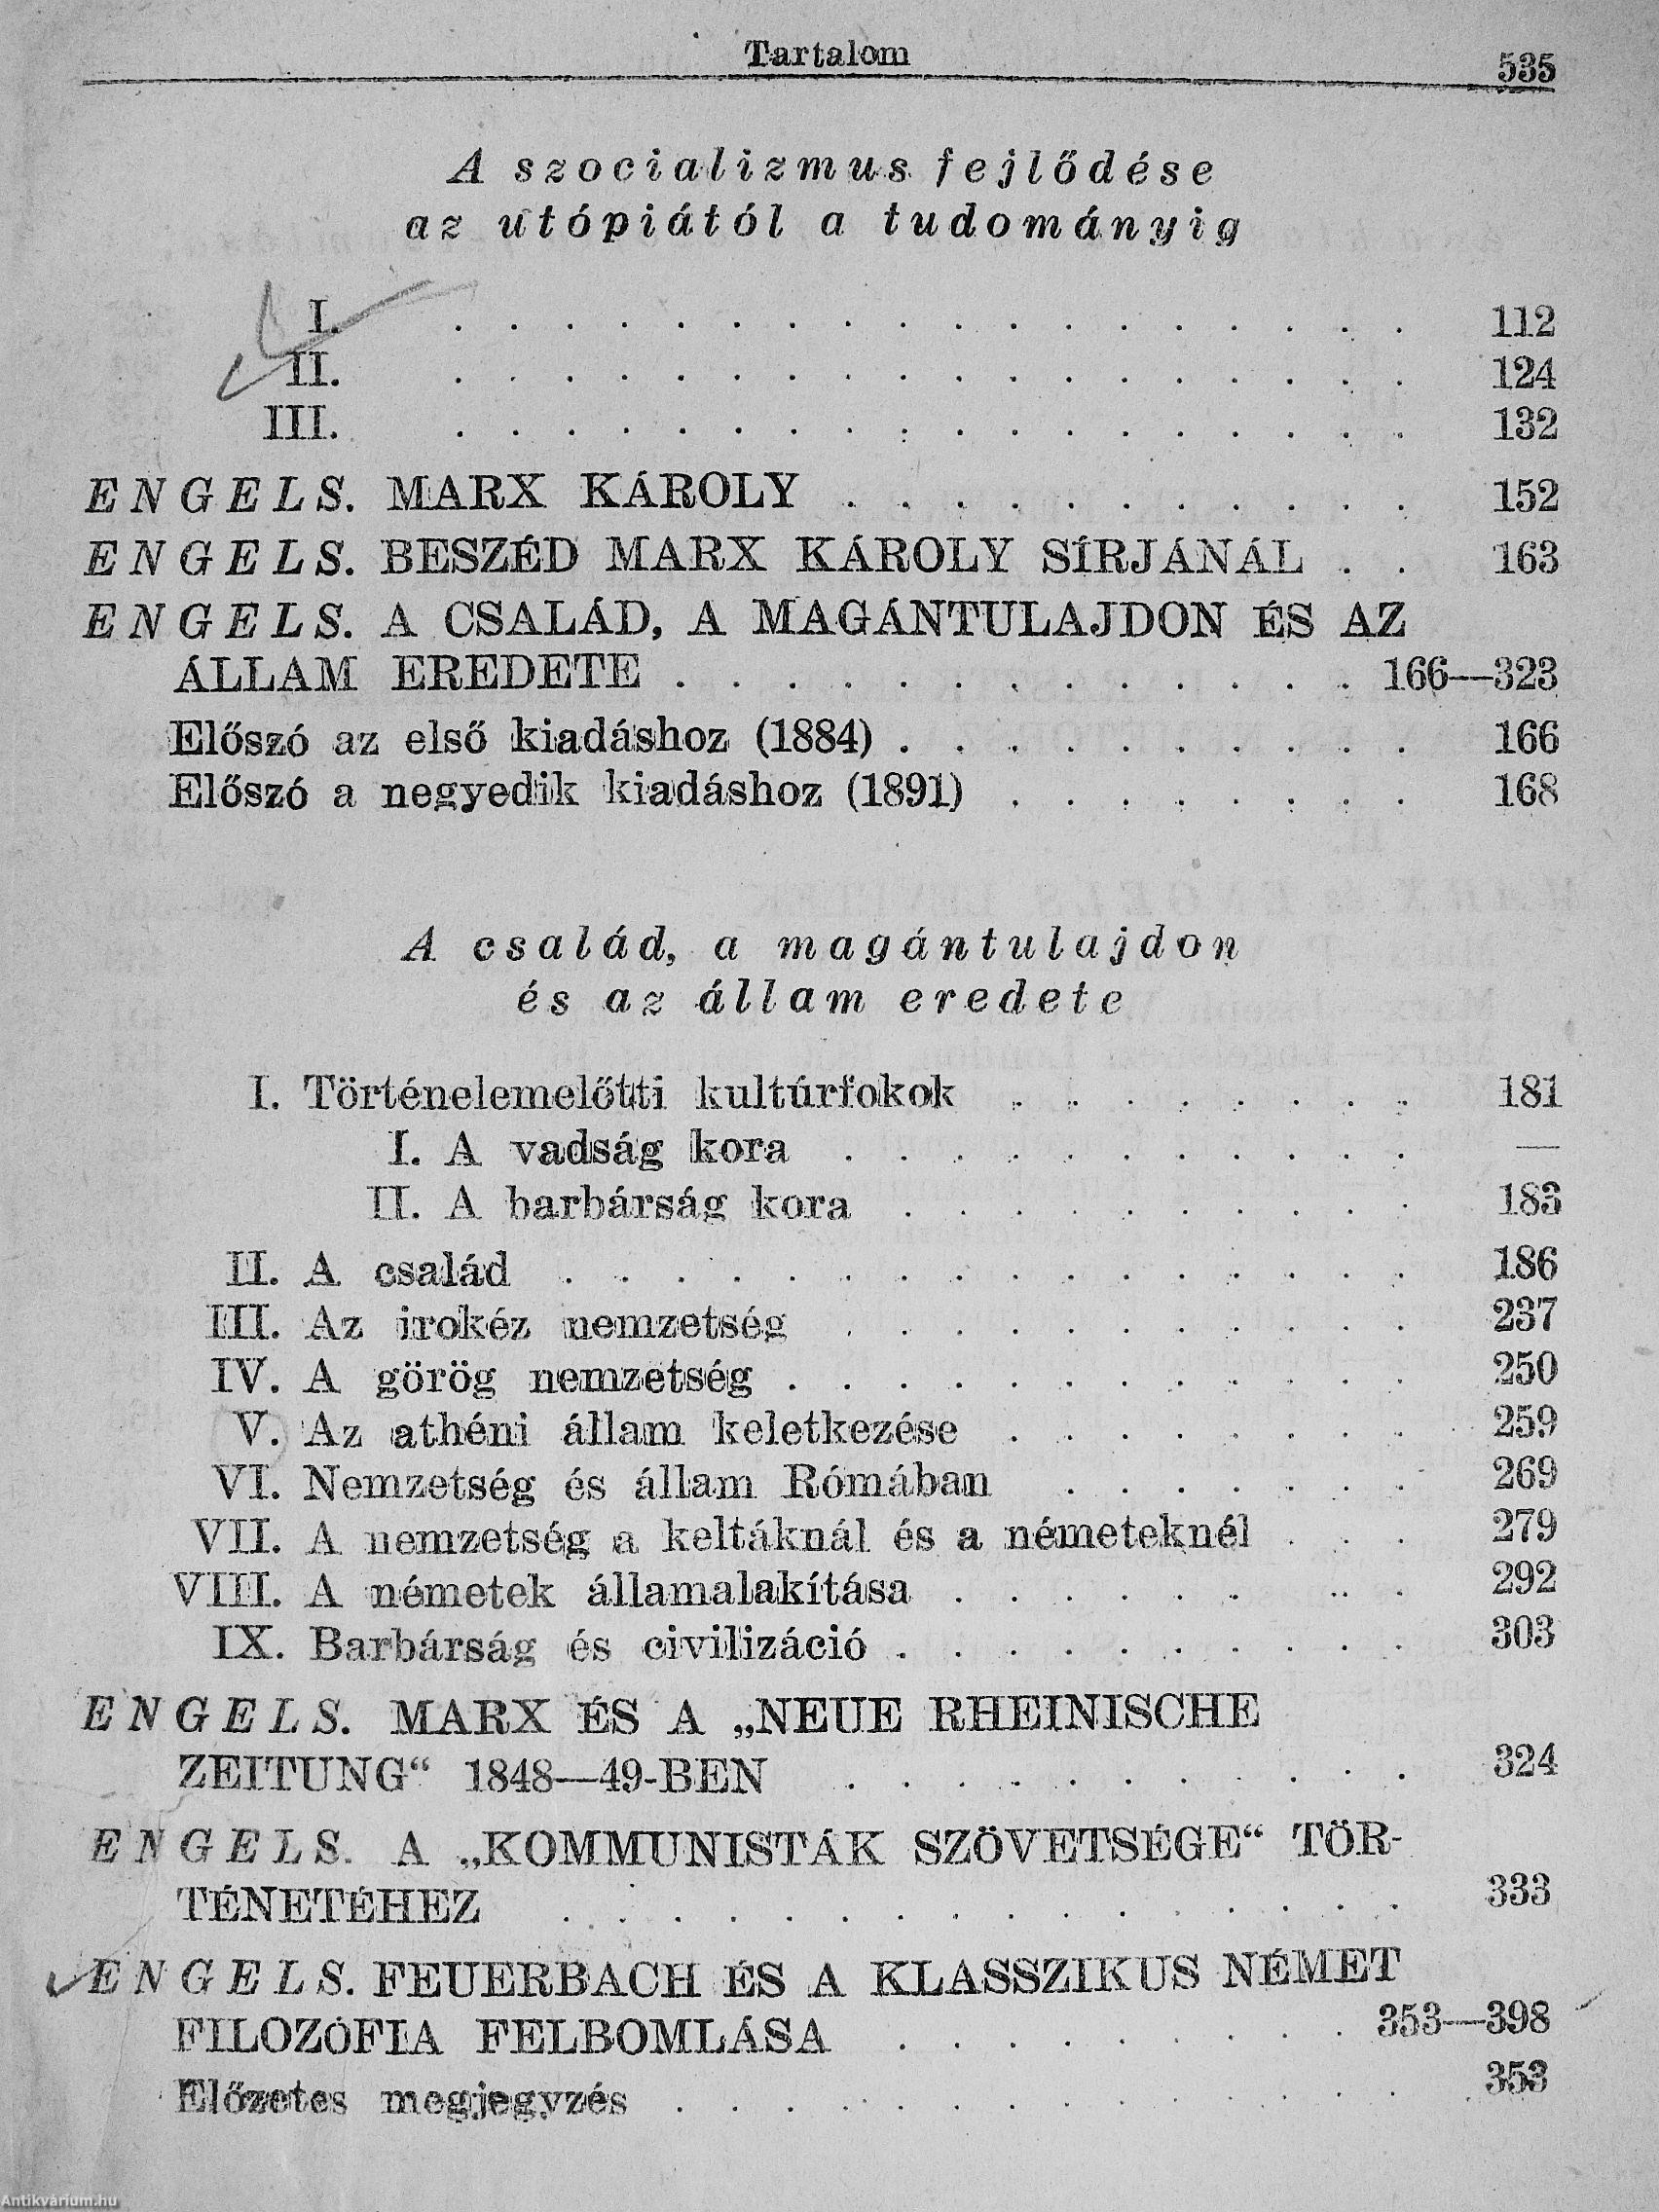 Tartalom
535
A szocializmus fejlődése
az utópiától a tudományig
I. . . . . . . . . . . . . . . . . . . 112
II. . . . . . . . . . . . . . . . . . . 124
III. . . . . . . . . . . . . . . . . . . 132
ENGELS. MARX KÁROLY . . . . . . . . . . . 152
ENGELS. BESZÉD MARX KÁROLY SÍRJÁNÁL . . 163
ENGELS. A CSALÁD, A MAGÁNTULAJDON ÉS AZ
ÁLLAM EREDETE . . . . . . . . . . . . . 166—323
Előszó az első kiadáshoz (1884) . . . . . . . . . . 166
Előszó a negyedik kiadáshoz (1891) . . . . . . . . 168
A család, a magántulajdon
és az állam eredete
I. Történelemelőtti kultúrfokok . . . . . . . . 181
I. A vadság kora . . . . . . . . . . . —
II. A barbárság kora . . . . . . . . . . 183
II. A család . . . . . . . . . . . . . . . . 186
III. Az irokéz nemzetség . . . . . . . . . . . 237
IV. A görög nemzetség . . . . . . . . . . . . 250
V. Az athéni állam keletkezése . . . . . . . . 259
VI. Nemzetség és állam Rómában . . . . . . . 269
VII. A nemzetség a keltáknál és a németeknél . . . 279
VIII. A németek államalakítása . . . . . . . . . 292
IX. Barbárság és civilizáció . . . . . . . . . . 303
ENGELS. MARX ÉS A „NEUE RHEINISCHE
ZEITUNG“ 1848—49-BEN . . . . . . . . . . . 324
ENGELS. A „KOMMUNISTÁK SZÖVETSÉGE“ TÖR-
TÉNETÉHEZ . . . . . . . . . . . . . . . . 333
ENGELS. FEUERBACH ÉS A KLASSZIKUS NÉMET
FILOZÓFIA FELBOMLÁSA . . . . . . . . . 353—398
Előzetes megjegyzés . . . . . . . . . . . . . . 353
Antikvárium.hu